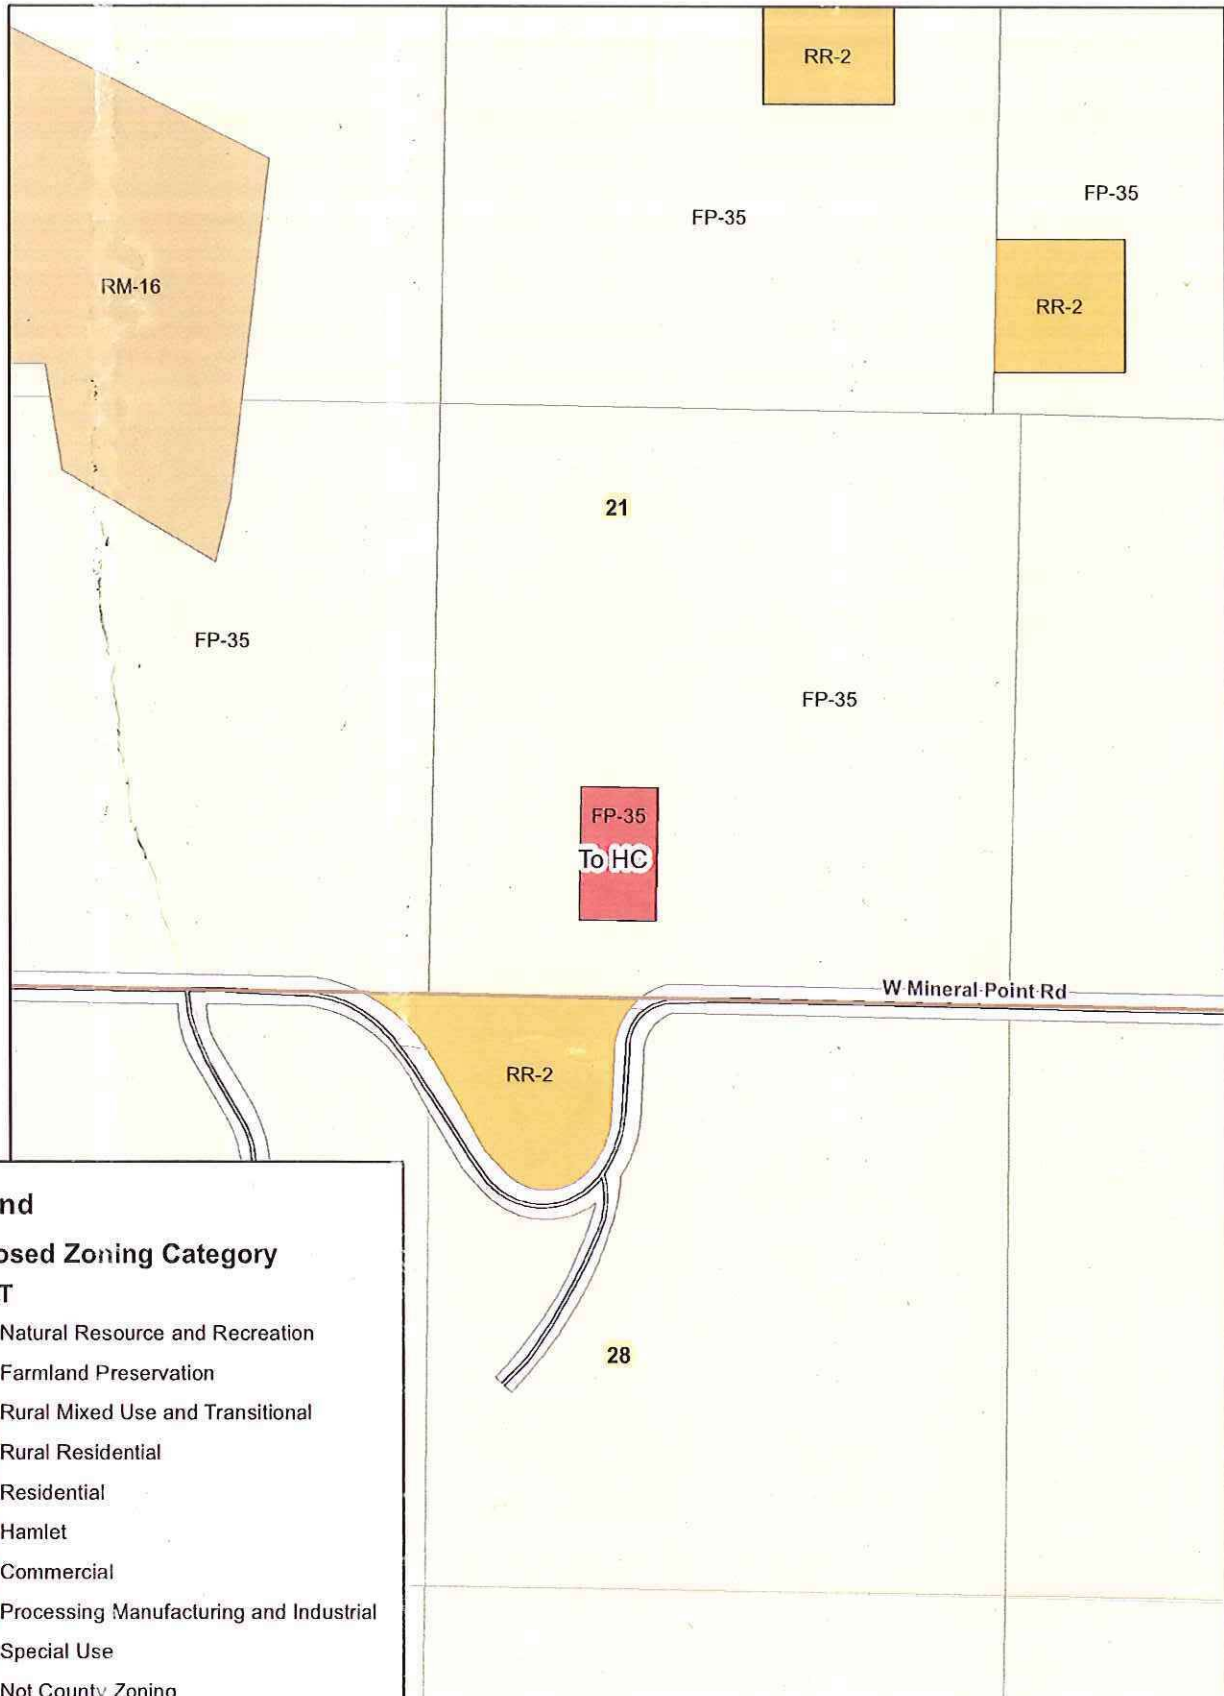 RR-2
FP-35
FP-35
RM-16
RR-2
21
FP-35
FP-35
FP-35
To HC
W Mineral Point Rd
RR-2
nd
osed Zoning Category
T
Natural Resource and Recreation
Farmland Preservation
Rural Mixed Use and Transitional
Rural Residential
Residential
Hamlet
Commercial
Processing Manufacturing and Industrial
Special Use
Not County Zoning
28